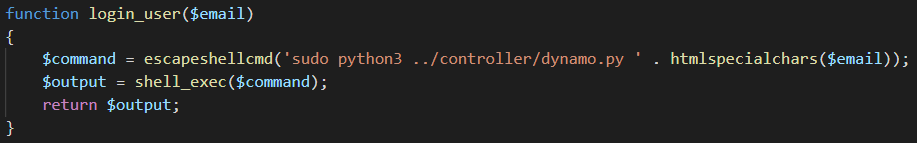 function login_user($email)
{
    $command = escapeshellcmd('sudo python3 ../controller/dynamo.py ' . htmlspecialchars($email));
    $output = shell_exec($command);
    return $output;
}